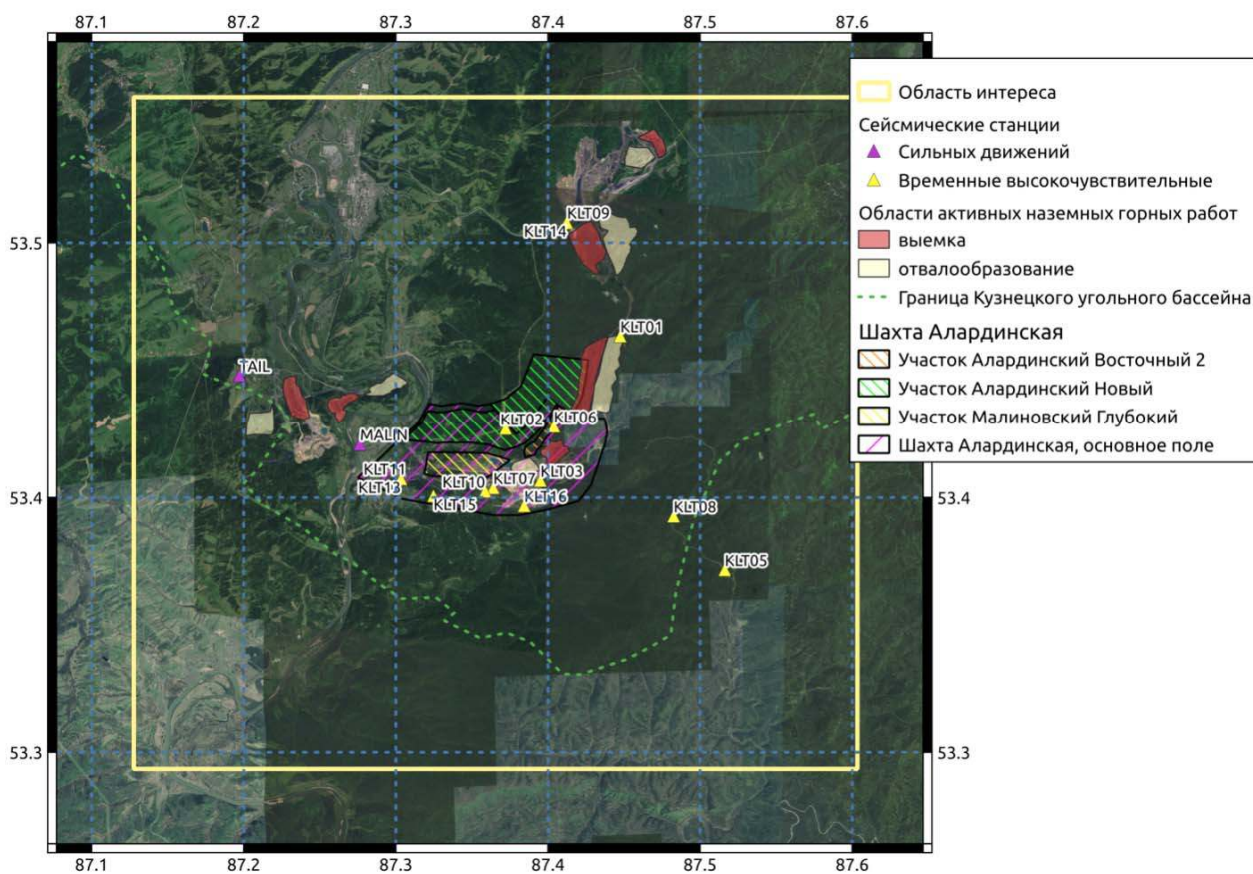 87.1 87.2 87.3 87.4 87.5 87.6
Область интереса
Сейсмические станции
Сильных движений
Временные высокочувствительные
Области активных наземных горных работ
выемка
отвалообразование
Граница Кузнецкого угольного бассейна
Шахта Алардинская
Участок Алардинский Восточный 2
Участок Алардинский Новый
Участок Малиновский Глубокий
Шахта Алардинская, основное поле
KLT09
KLT14
53.5
KLT01
TAIL
KLT02 KLT06
MALIN
KLT11
KLT13
KLT10 KLT07 KLT03
KLT15 KLT16
53.4 53.4
KLT08
KLT05
53.3 53.3
87.1 87.2 87.3 87.4 87.5 87.6